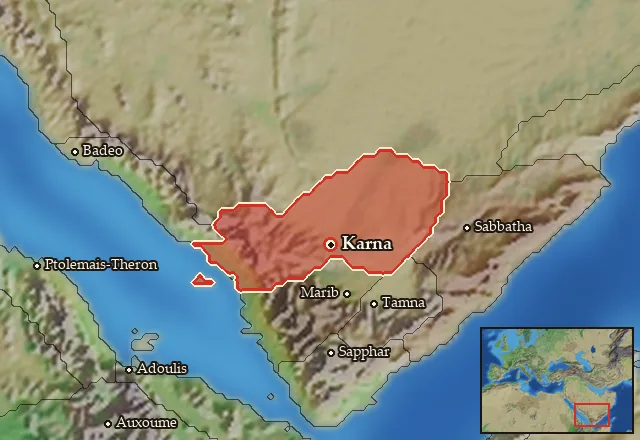 Badeo
Sabbatha
Karna
Ptolemais-Theron
Marib
Tamna
Sapphar
Adoulis
Auxoume